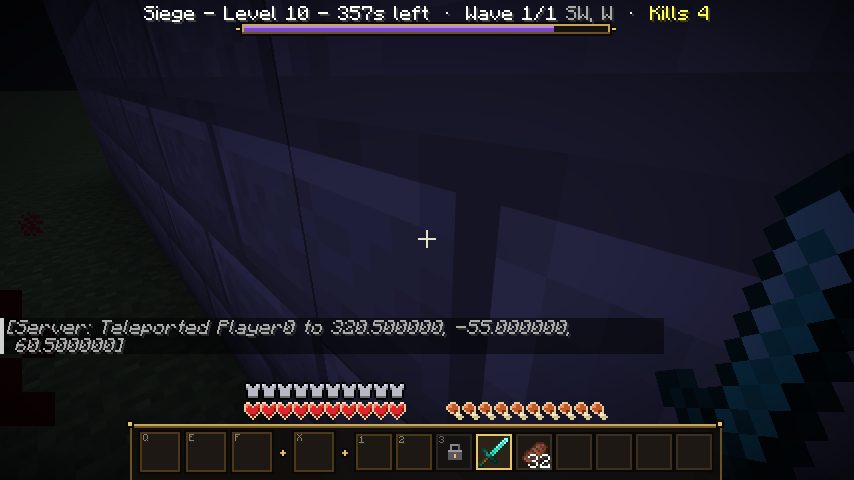 Siege - Level 10 - 357s left · Wave 1/1 SW, W · Kills 4
[Server: Teleported Player0 to 320.500000, -55.000000,
60.500000]
Q E F X 1 2 3
32